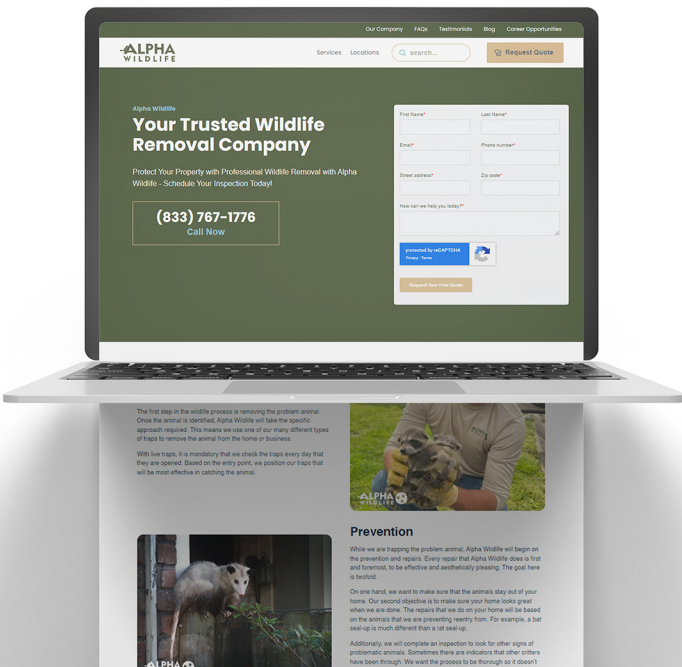 Our Company FAQs Testimonials Blog Career Opportunities
ALPHA
WILDLIFE
Services Locations search... Request Quote
Alpha Wildlife
Your Trusted Wildlife
Removal Company
Protect Your Property with Professional Wildlife Removal with Alpha
Wildlife - Schedule Your Inspection Today!
(833) 767-1776
Call Now
First Name* Last Name*
Email* Phone number*
Street address* Zip code*
How can we help you today?*
protected by reCAPTCHA
Privacy - Terms
Request Your Free Quote
The first step in the wildlife process is removing the problem animal.
Once the animal is identified, Alpha Wildlife will take the specific
approach required. This means we use one of our many different types
of traps to remove the animal from the home or business.
With live traps, it is mandatory that we check the traps every day that
they are opened. Based on the entry point, we position our traps that
will be most effective in catching the animal.
ALPHA
WILDLIFE
Prevention
While we are trapping the problem animal, Alpha Wildlife will begin on
the prevention and repairs. Every repair that Alpha Wildlife does is first
and foremost, to be effective and aesthetically pleasing. The goal here
is twofold.
On one hand, we want to make sure that the animals stay out of your
home. Our second objective is to make sure your home looks great
when we are done. The repairs that we do on your home will be based
on the animals that we are preventing reentry from. For example, a bat
seal-up is much different than a rat seal-up.
Additionally, we will complete an inspection to look for other signs of
problematic animals. Sometimes there are indicators that other critters
have been through. We want the process to be thorough so it doesn't
ALPHA